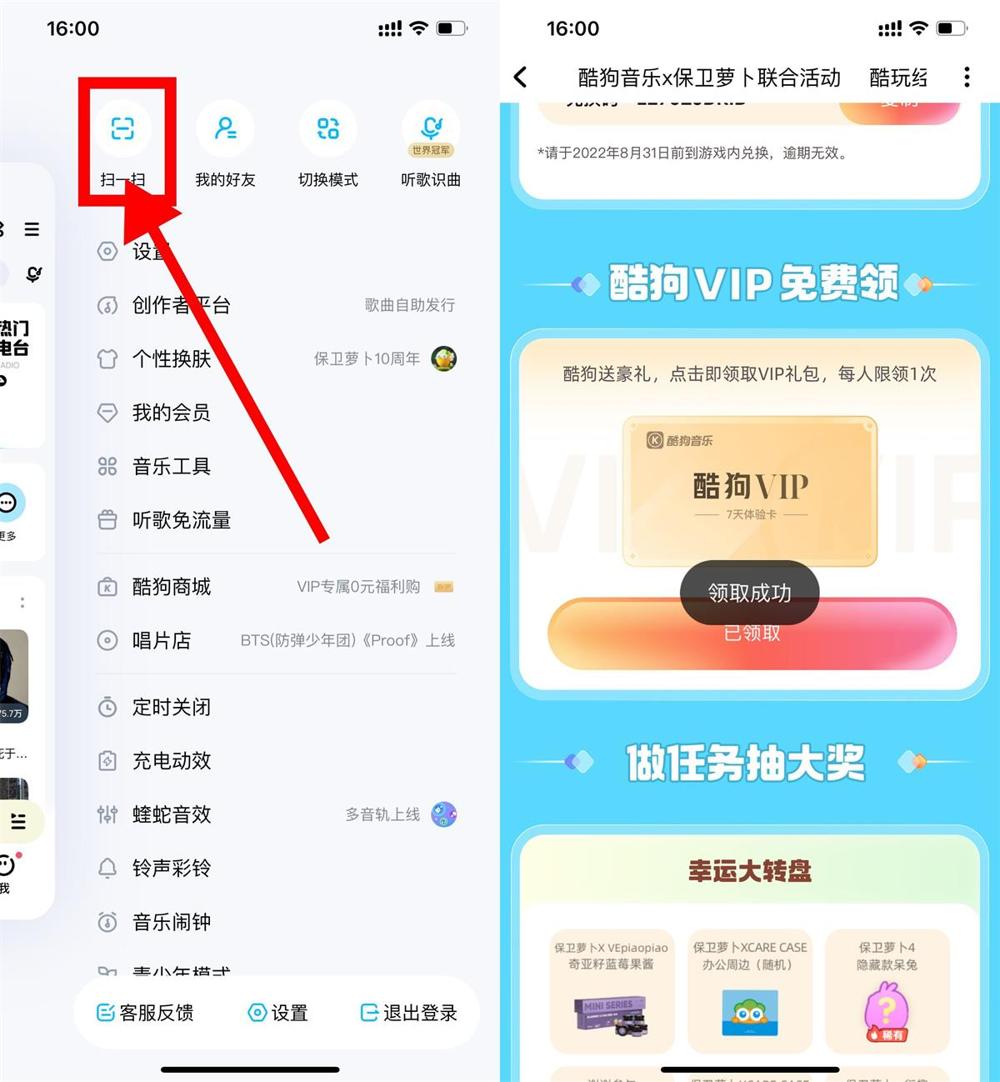 16:00
扫一扫
我的好友
切换模式
世界冠军
听歌识曲
设置
创作者平台
歌曲自助发行
热门
电台
个性换肤
保卫萝卜10周年
我的会员
音乐工具
听歌免流量
更多
酷狗商城
VIP专属0元福利购
唱片店
BTS(防弹少年团)《Proof》上线
定时关闭
充电动效
蝰蛇音效
多音轨上线
铃声彩铃
我
音乐闹钟
青少年模式
客服反馈
设置
退出登录
16:00
酷狗音乐x保卫萝卜联合活动
酷玩纟
*请于2022年8月31日前到游戏内兑换，逾期无效。
酷狗VIP免费领
酷狗送豪礼，点击即领取VIP礼包，每人限领1次
酷狗音乐
酷狗VIP
7天体验卡
领取成功
已领取
做任务抽大奖
幸运大转盘
保卫萝卜X VEpiaopiao
奇亚籽蓝莓果酱
MINI SERIES
保卫萝卜XCARE CASE
办公周边（随机）
保卫萝卜4
隐藏款呆兔
稀有